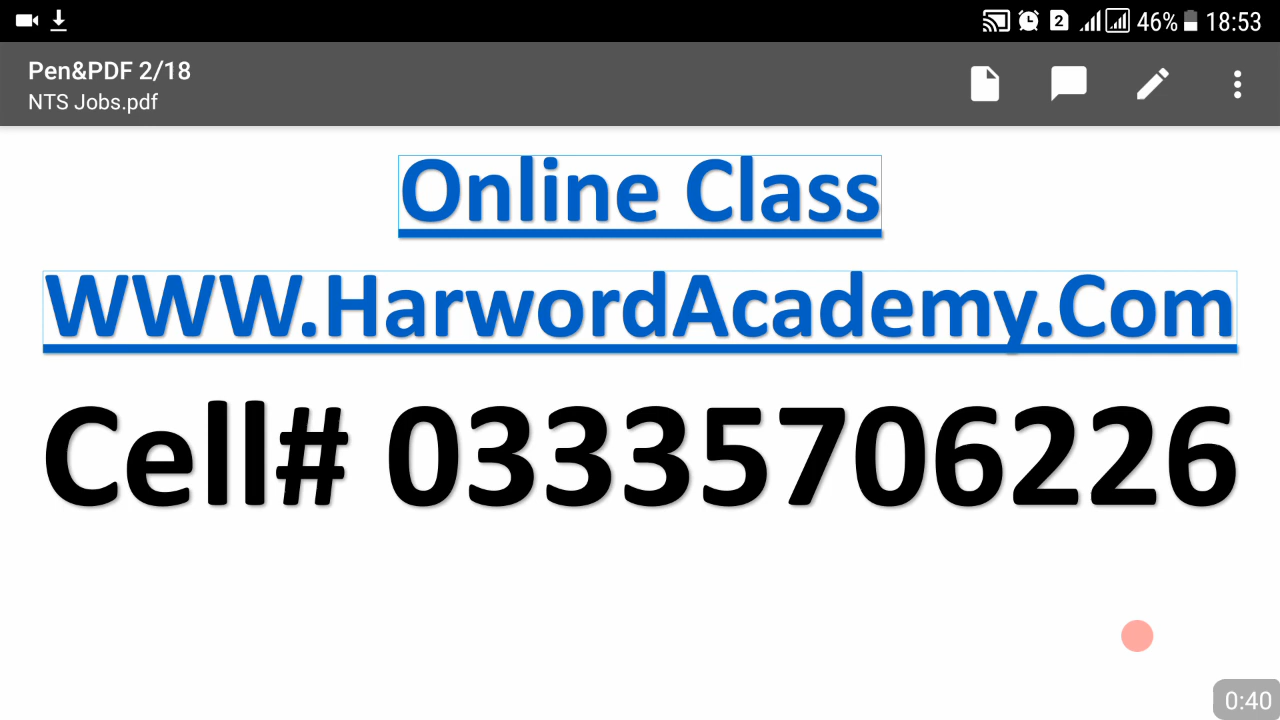 2 46% 18:53
Pen&PDF 2/18
NTS Jobs.pdf
Online Class
WWW.HarwordAcademy.Com
Cell# 03335706226
0:40